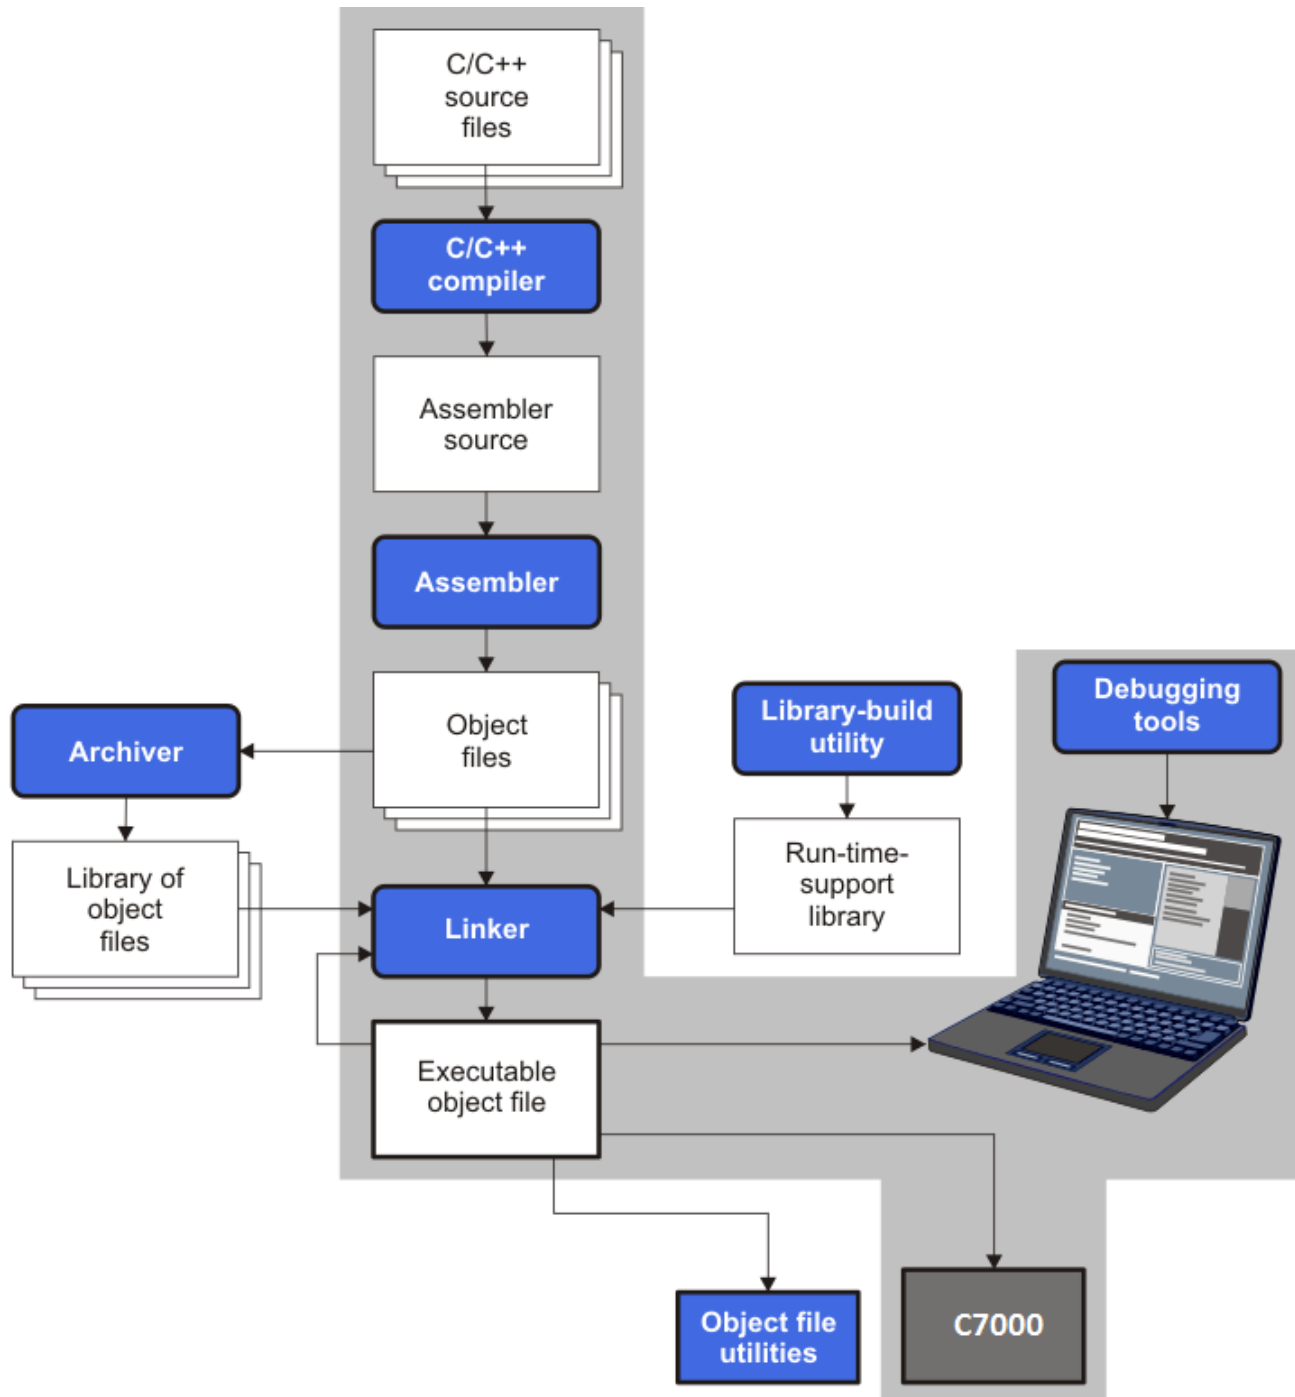 C/C++
source
files
C/C++
compiler
Assembler
source
Assembler
Object
files
Archiver
Library of
object
files
Library-build
utility
Run-time-
support
library
Debugging
tools
Linker
Executable
object file
Object file
utilities
C7000